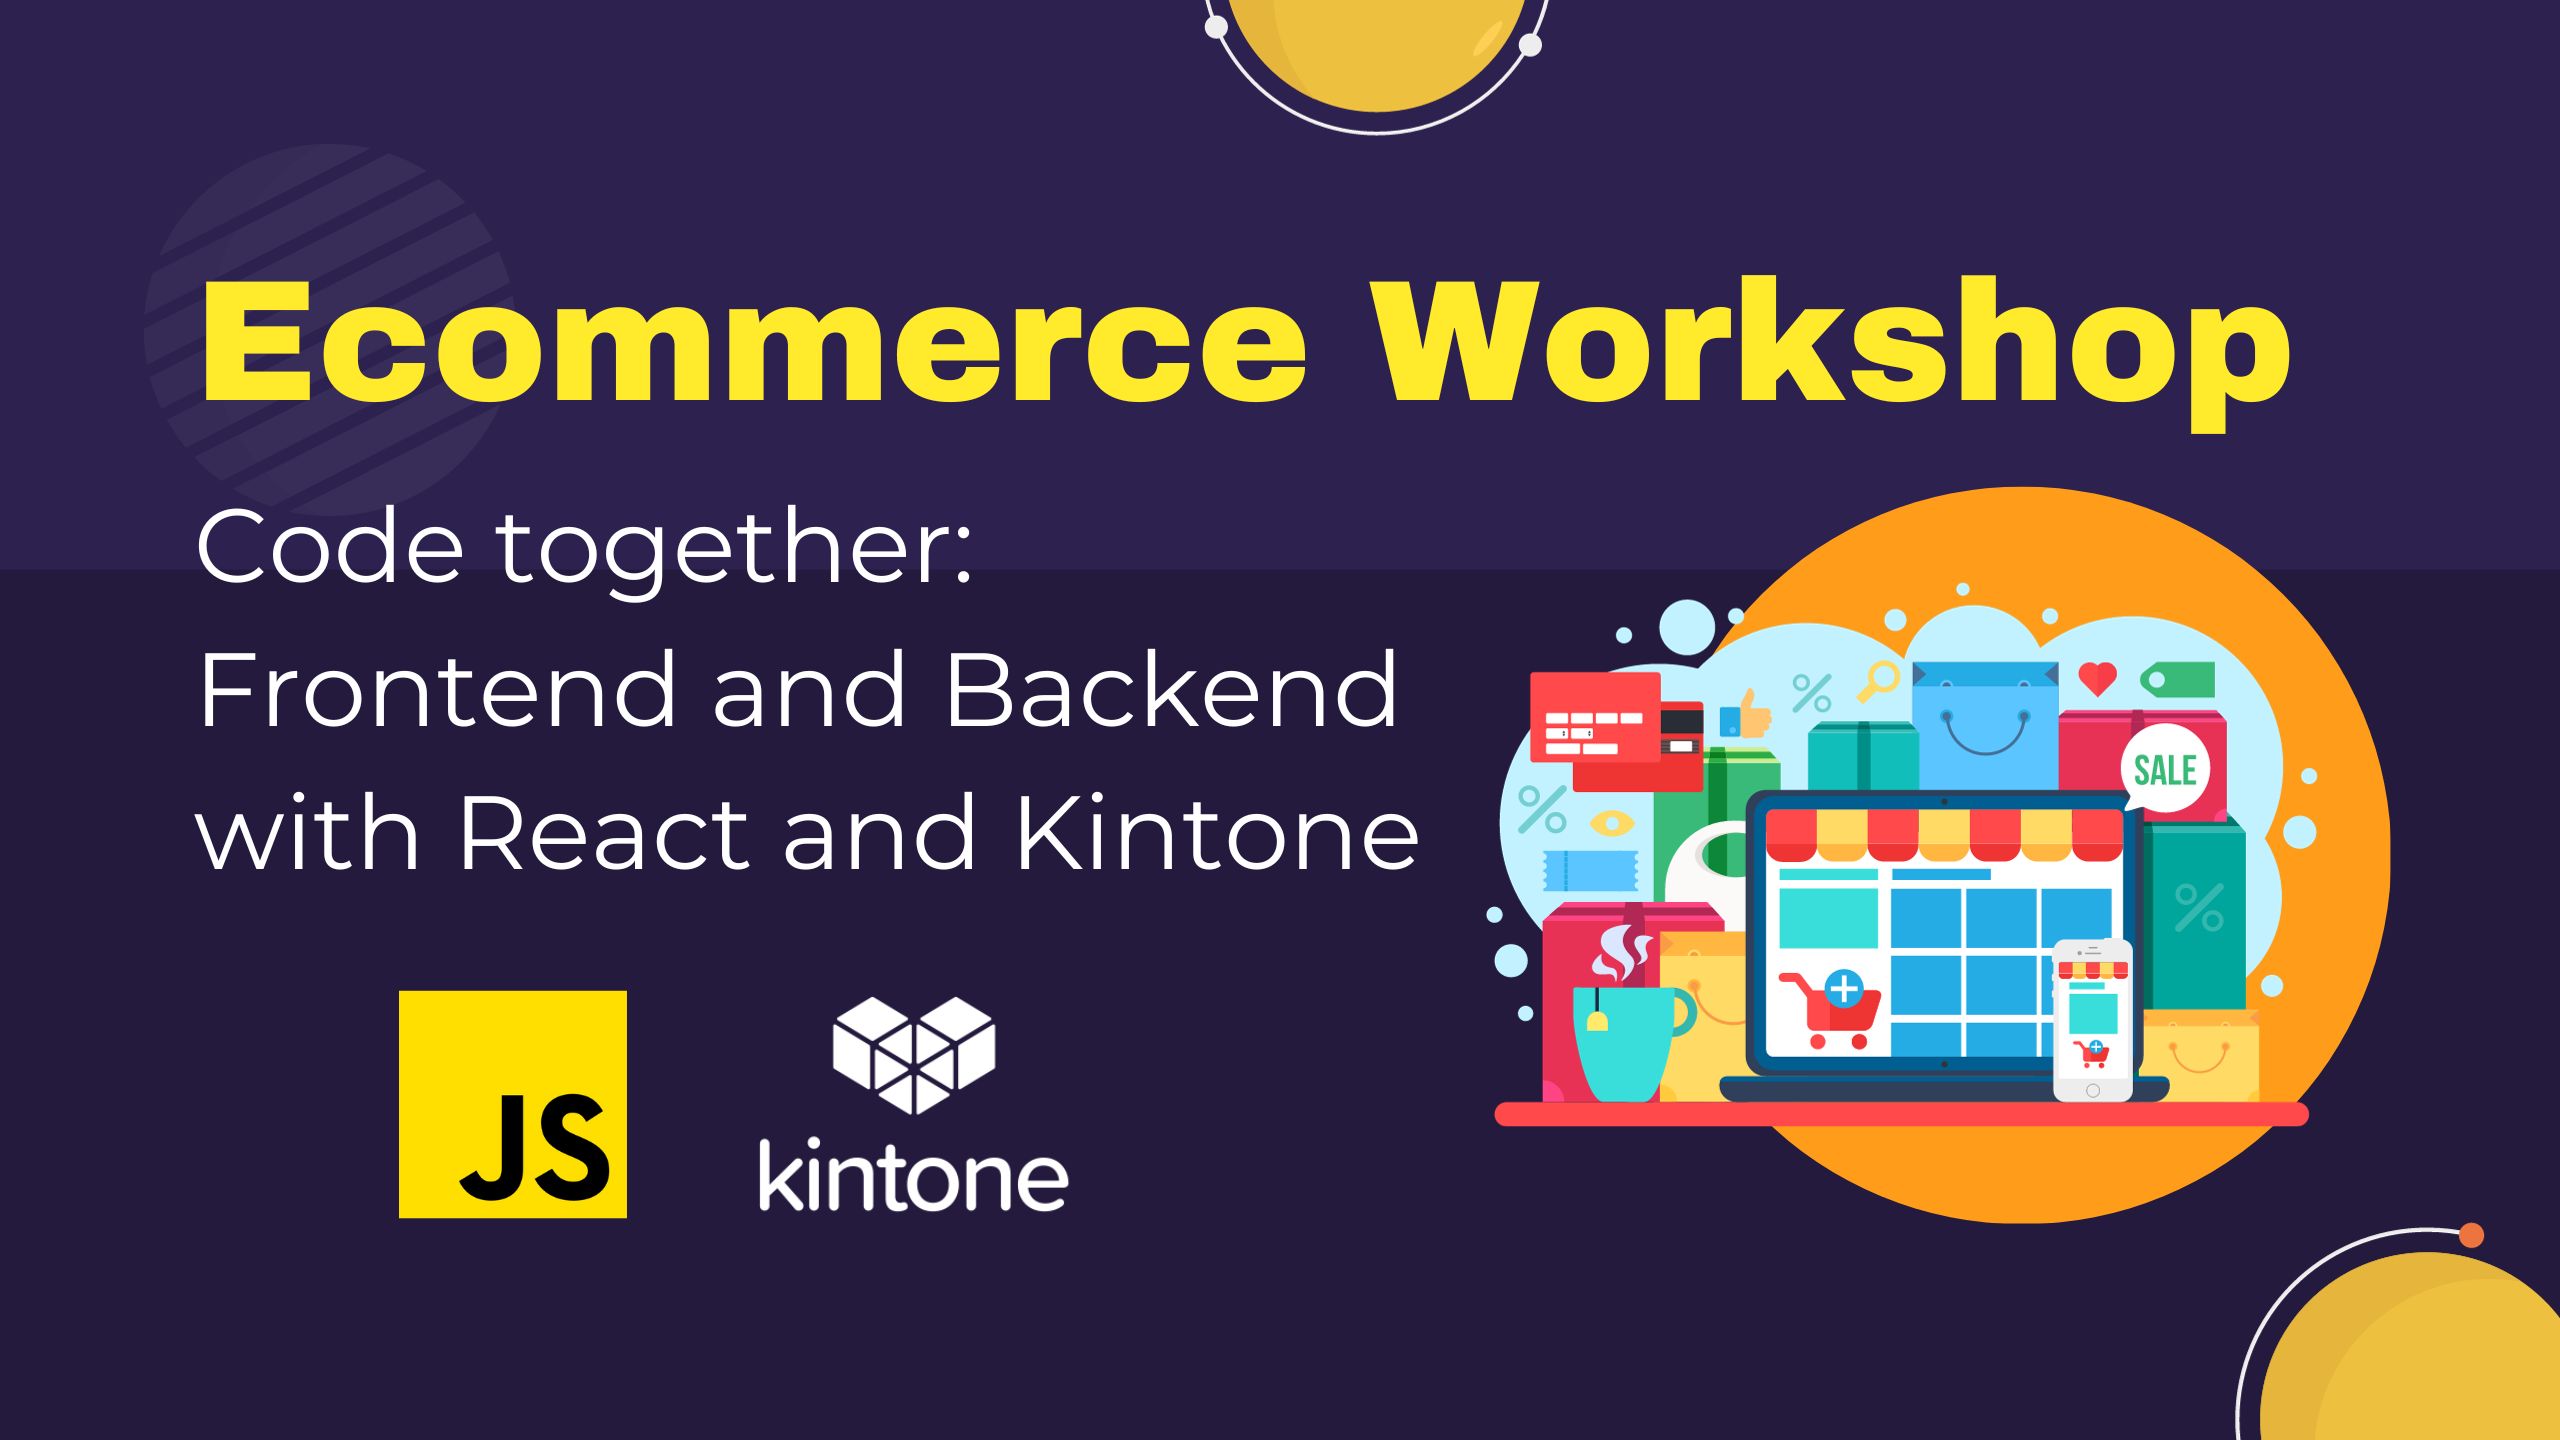 Ecommerce Workshop
Code together:
Frontend and Backend
with React and Kintone
SALE
JS
kintone